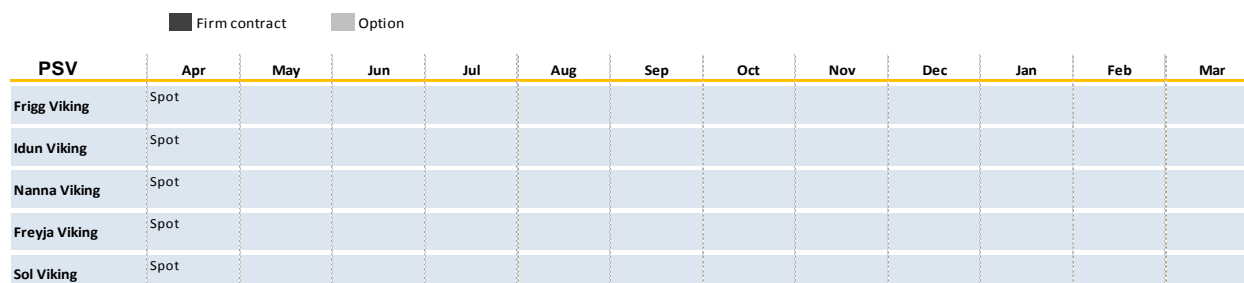 Firm contract Option
PSV Apr May Jun Jul Aug Sep Oct Nov Dec Jan Feb Mar
Frigg Viking Spot
Idun Viking Spot
Nanna Viking Spot
Freyja Viking Spot
Sol Viking Spot